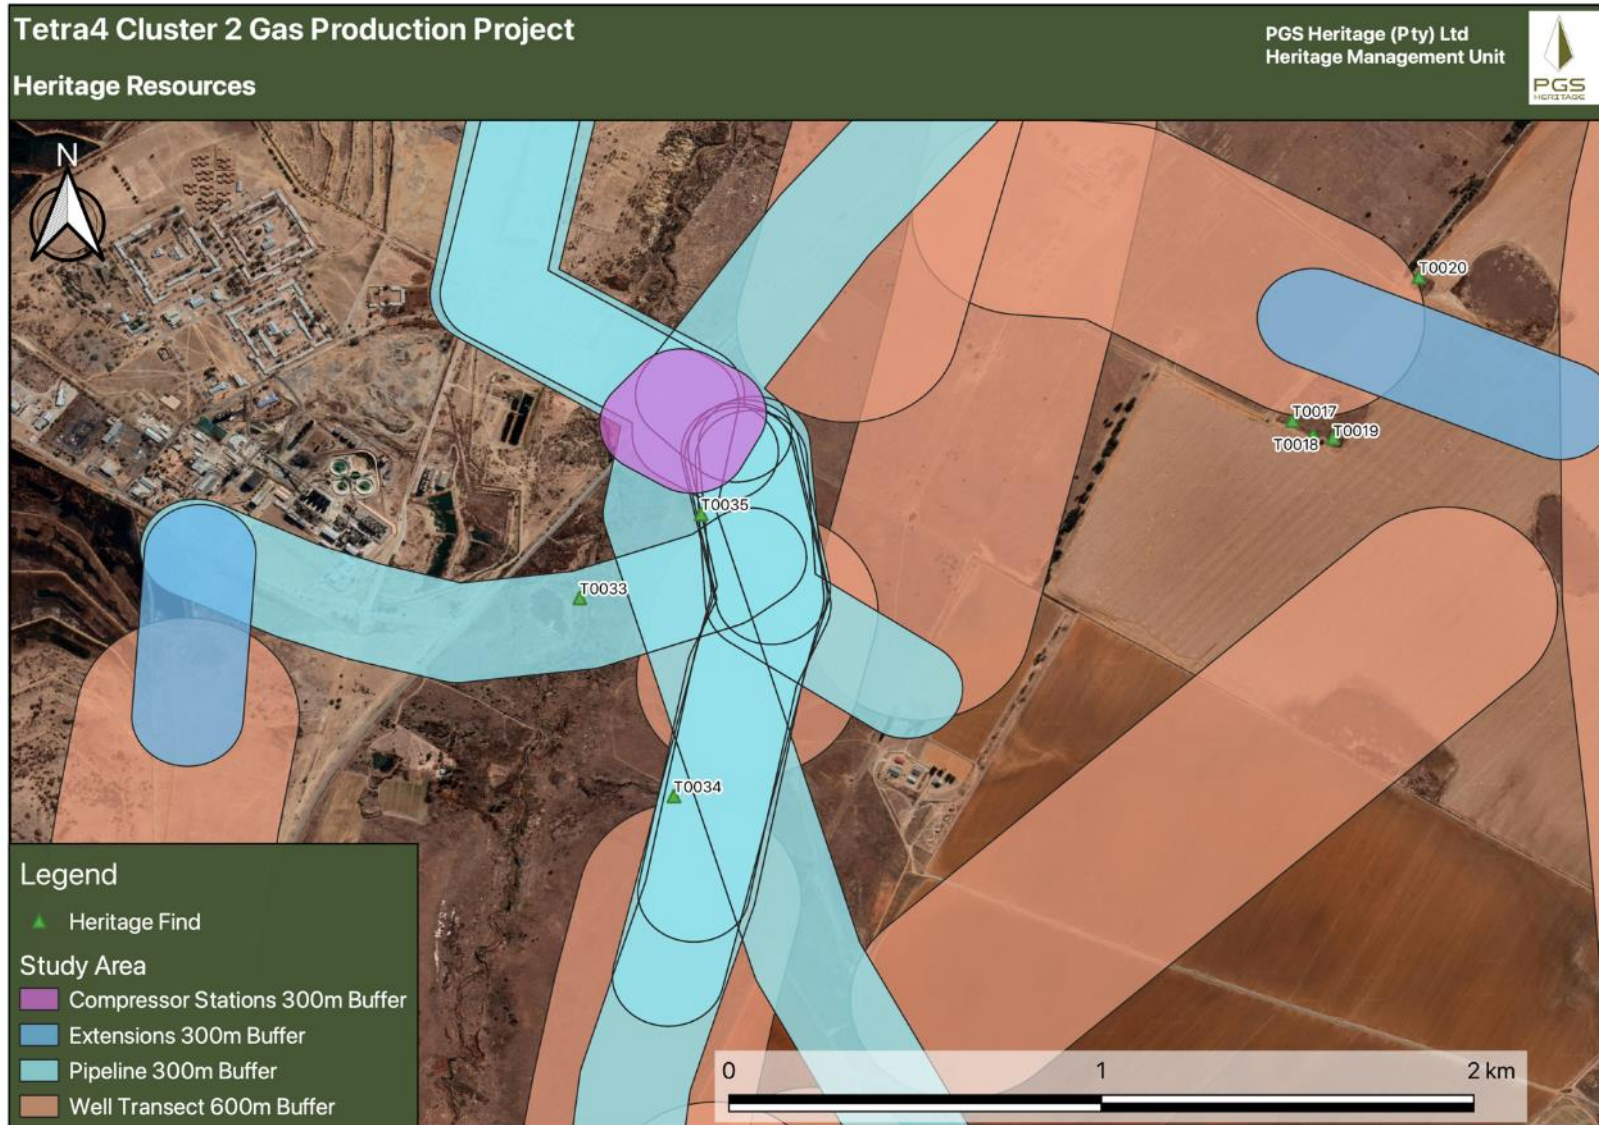 Tetra4 Cluster 2 Gas Production Project
Heritage Resources
PGS Heritage (Pty) Ltd
Heritage Management Unit
PGS
HERITAGE
N
T0020
T0017
T0018
T0019
T0035
T0033
T0034
Legend
Heritage Find
Study Area
Compressor Stations 300m Buffer
Extensions 300m Buffer
Pipeline 300m Buffer
Well Transect 600m Buffer
0 1 2 km